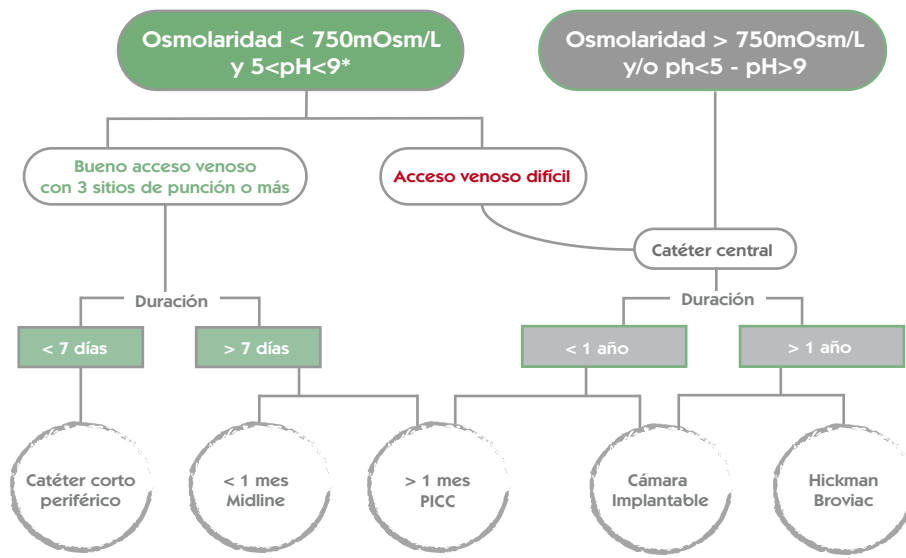 Osmolaridad < 750mOsm/L
y 5<pH<9*
Osmolaridad > 750mOsm/L
y/o ph<5 - pH>9
Bueno acceso venoso
con 3 sitios de punción o más
Acceso venoso difícil
Catéter central
Duración
Duración
< 7 días
> 7 días
< 1 año
> 1 año
Catéter corto
periférico
< 1 mes
Midline
> 1 mes
PICC
Cámara
Implantable
Hickman
Broviac